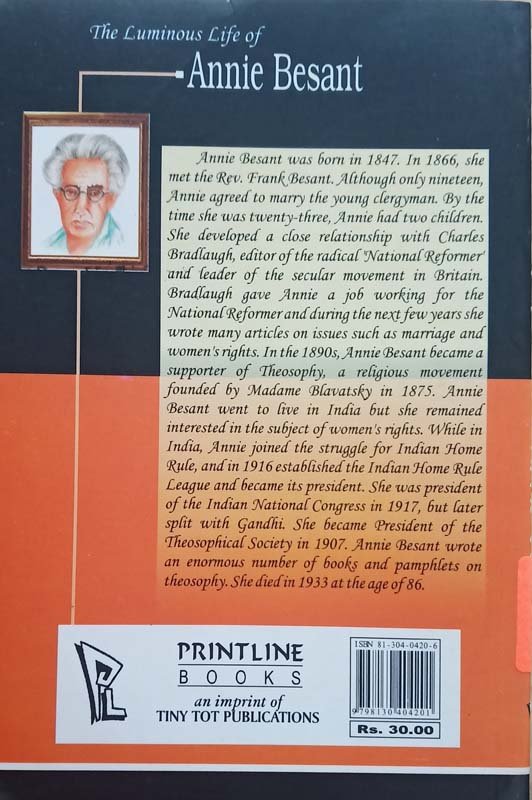 The Luminous Life of
Annie Besant
Annie Besant was born in 1847. In 1866, she
met the Rev. Frank Besant. Although only nineteen,
Annie agreed to marry the young clergyman. By the
time she was twenty-three, Annie had two children.
She developed a close relationship with Charles
Bradlaugh, editor of the radical 'National Reformer'
and leader of the secular movement in Britain.
Bradlaugh gave Annie a job working for the
National Reformer and during the next few years she
wrote many articles on issues such as marriage and
women's rights. In the 1890s, Annie Besant became a
supporter of Theosophy, a religious movement
founded by Madame Blavatsky in 1875. Annie
Besant went to live in India but she remained
interested in the subject of women's rights. While in
India, Annie joined the struggle for Indian Home
Rule, and in 1916 established the Indian Home Rule
League and became its president. She was president
of the Indian National Congress in 1917, but later
split with Gandhi. She became President of the
Theosophical Society in 1907. Annie Besant wrote
an enormous number of books and pamphlets on
theosophy. She died in 1933 at the age of 86.
PL
PRINTLINE
BOOKS
an imprint of
TINY TOT PUBLICATIONS
ISBN 81-304-0420-6
9 798130 404201
Rs. 30.00